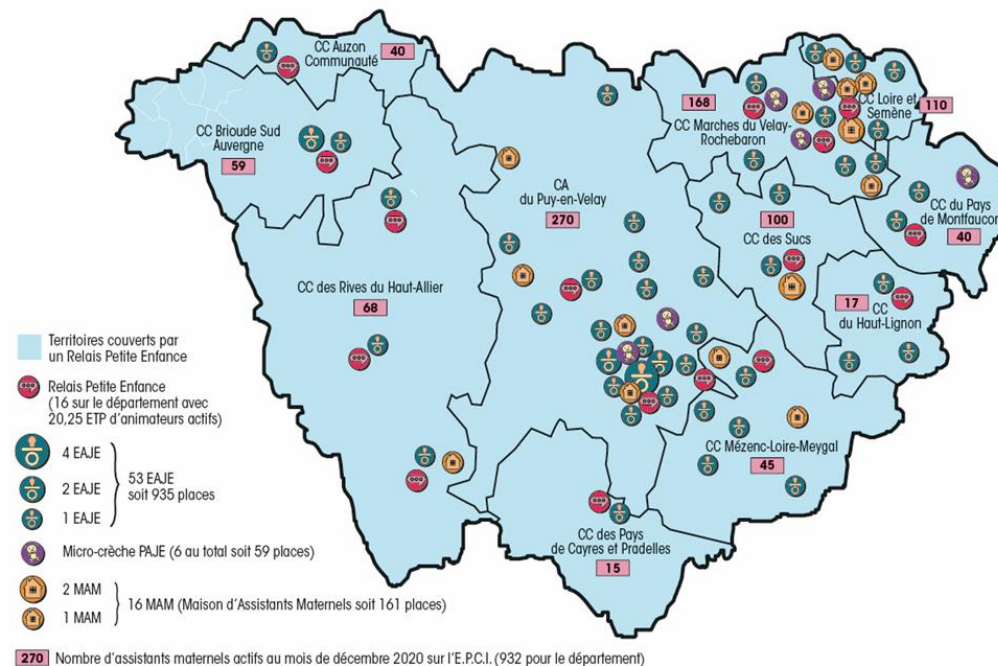 CC Auzon
Communauté
40
CC Brioude Sud
Auvergne
59
168
CC Marches du Velay-
Rochebaron
CC Loire et
Semène
110
CA
du Puy-en-Velay
270
100
CC des Sucs
CC du Pays
de Montfaucon
40
CC des Rives du Haut-Allier
68
17
CC
du Haut-Lignon
CC Mézenc-Loire-Meygal
45
CC des Pays
de Cayres et Pradelles
15
Territoires couverts par
un Relais Petite Enfance
Relais Petite Enfance
(16 sur le département avec
20,25 ETP d'animateurs actifs)
4 EAJE
2 EAJE
1 EAJE
53 EAJE
soit 935 places
Micro-crèche PAJE (6 au total soit 59 places)
2 MAM
1 MAM
16 MAM (Maison d'Assistants Maternels soit 161 places)
270 Nombre d'assistants maternels actifs au mois de décembre 2020 sur l'E.P.C.I. (932 pour le département)